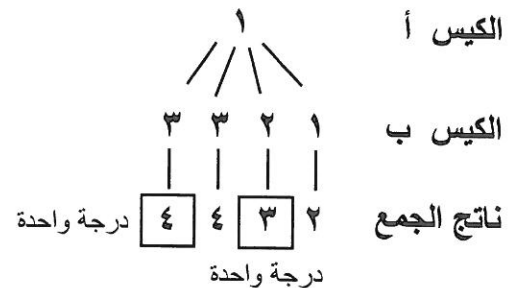 الكيس أ ١
الكيس ب ١ ٢ ٣ ٣
ناتج الجمع ٢ ٣ ٤ ٤ درجة واحدة
درجة واحدة